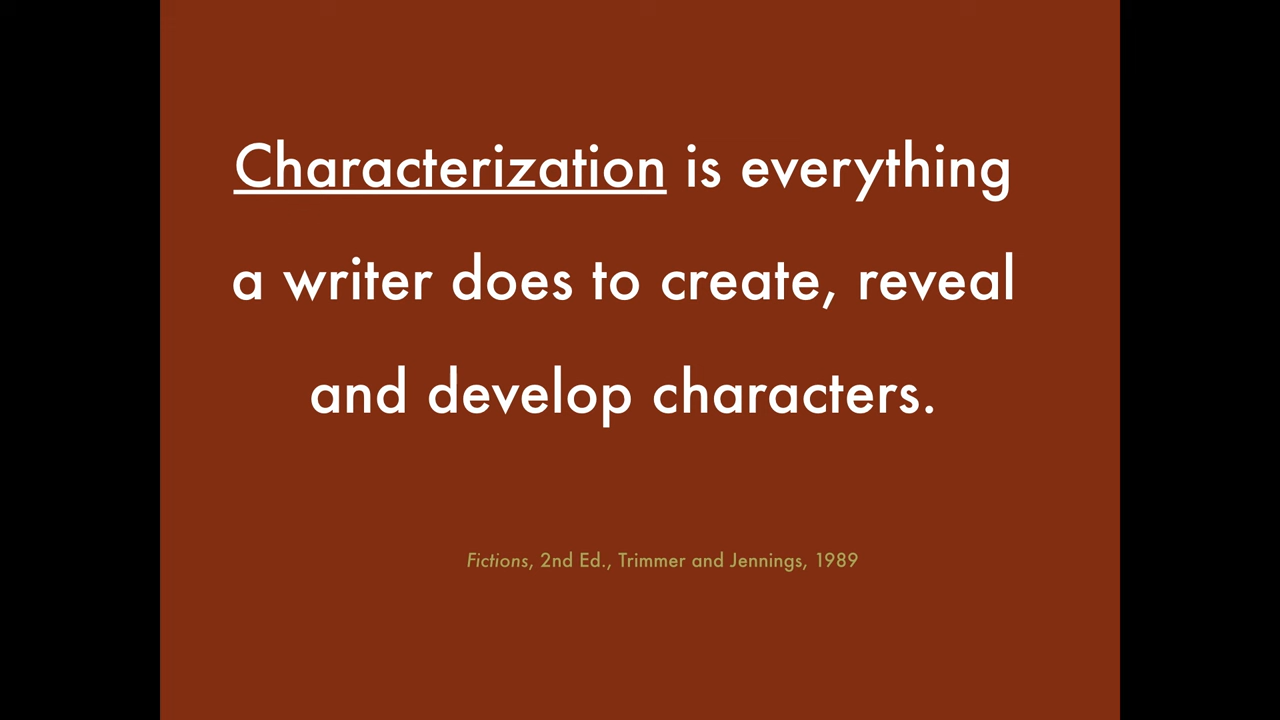 Characterization is everything
a writer does to create, reveal
and develop characters.
Fictions, 2nd Ed., Trimmer and Jennings, 1989